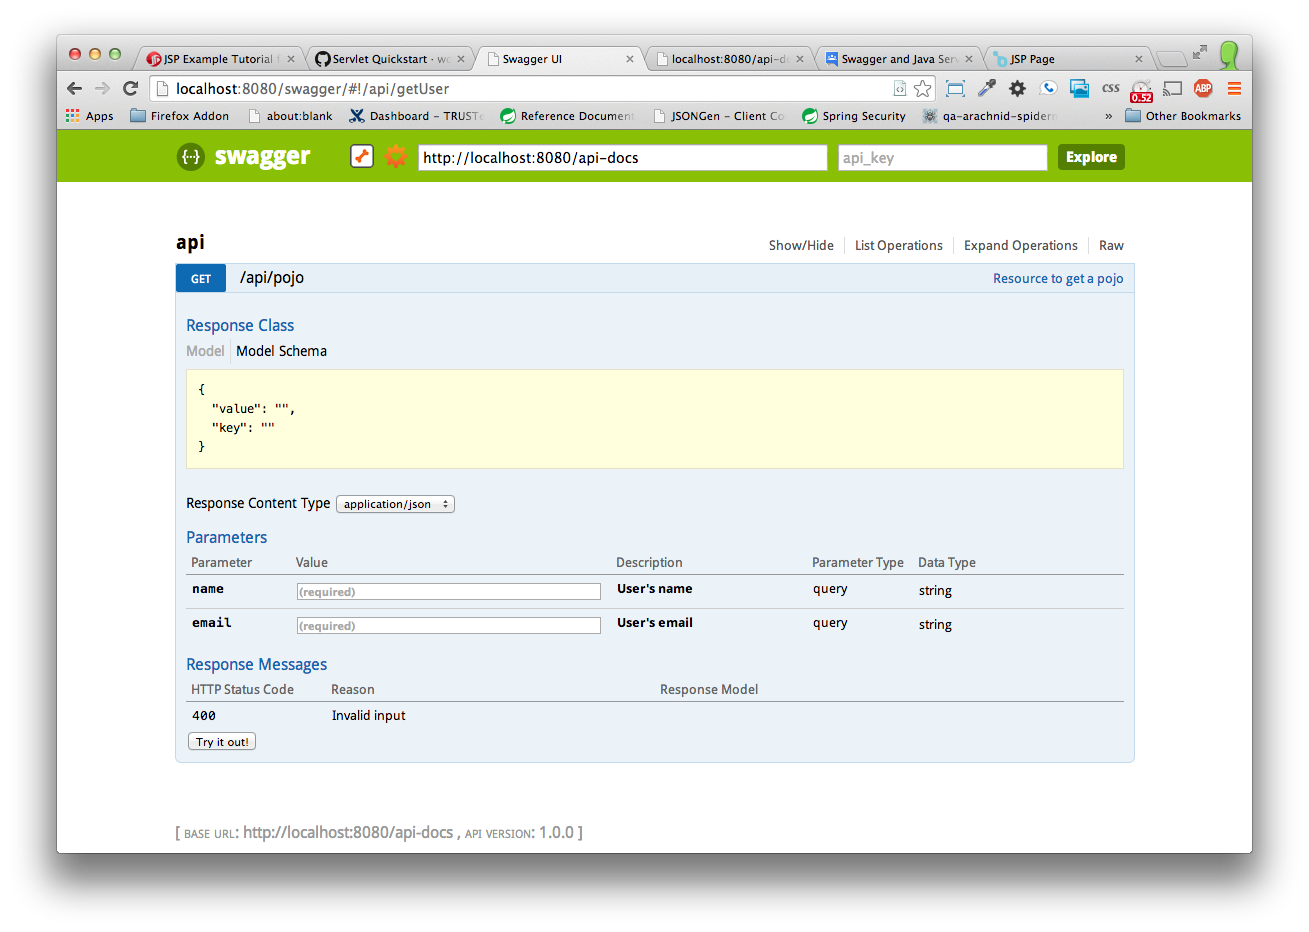 JSP Example Tutorial
Servlet Quickstart · w
Swagger UI
localhost:8080/api-d
Swagger and Java Ser
JSP Page
localhost:8080/swagger/#!/api/getUser
CSS
0.52
ABP
Apps
Firefox Addon
about:blank
Dashboard – TRUST
Reference Document
JSONGen – Client Co
Spring Security
qa-arachnid-spider
»
Other Bookmarks
{··}
swagger
http://localhost:8080/api-docs
api_key
Explore
api
Show/Hide
List Operations
Expand Operations
Raw
GET
/api/pojo
Resource to get a pojo
Response Class
Model
Model Schema
{
"value": "",
"key": ""
}
Response Content Type
application/json
Parameters
Parameter Value Description Parameter Type Data Type
name (required) User's name query string
email (required) User's email query string
Response Messages
HTTP Status Code Reason Response Model
400 Invalid input
Try it out!
[ BASE URL: http://localhost:8080/api-docs , API VERSION: 1.0.0 ]